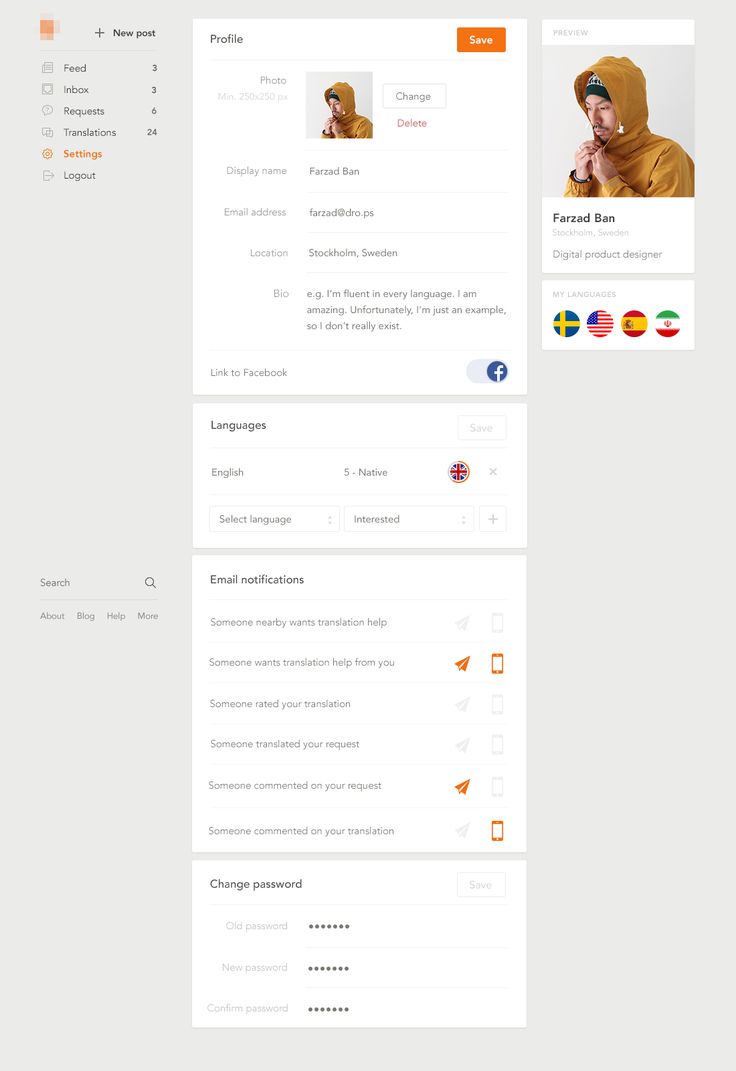 New post
Feed 3
Inbox 3
Requests 6
Translations 24
Settings
Logout
Search
About Blog Help More
Profile
Save
Photo
Min. 250x250 px
Change
Delete
Display name Farzad Ban
Email address farzad@dro.ps
Location Stockholm, Sweden
Bio e.g. I'm fluent in every language. I am
amazing. Unfortunately, I'm just an example,
so I don't really exist.
Link to Facebook
Languages
Save
English 5 - Native
Select language Interested
Email notifications
Someone nearby wants translation help
Someone wants translation help from you
Someone rated your translation
Someone translated your request
Someone commented on your request
Someone commented on your translation
Change password
Save
Old password •••••••
New password •••••••
Confirm password •••••••
PREVIEW
Farzad Ban
Stockholm, Sweden
Digital product designer
MY LANGUAGES